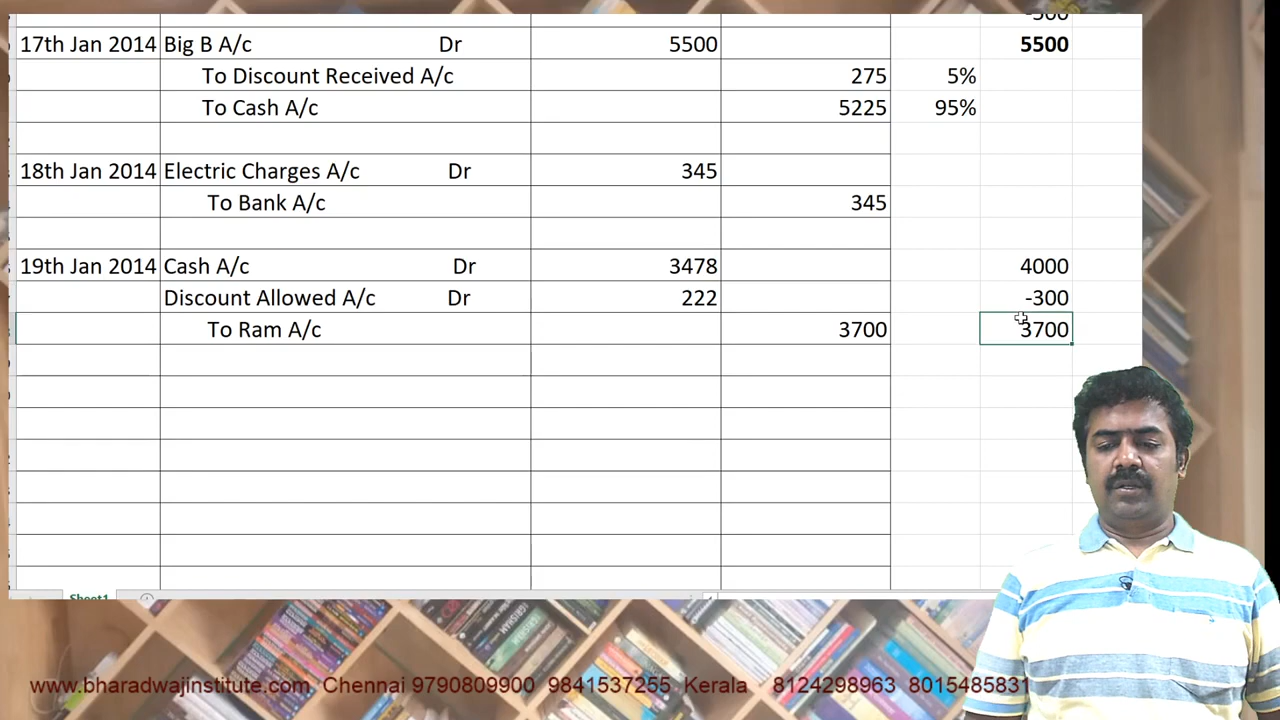 -300
17th Jan 2014 Big B A/c Dr 5500 5500
To Discount Received A/c 275 5%
To Cash A/c 5225 95%
18th Jan 2014 Electric Charges A/c Dr 345
To Bank A/c 345
19th Jan 2014 Cash A/c Dr 3478 4000
Discount Allowed A/c Dr 222 -300
To Ram A/c 3700 3700
Sheet1
www.bharadwajinstitute.com Chennai 9790809900 9841537255 Kerala 8124298963 8015485831